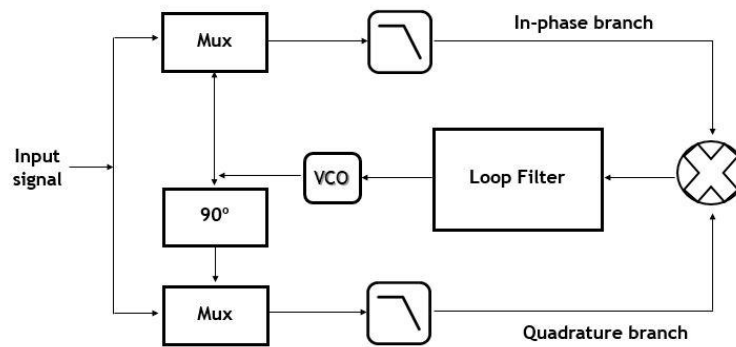 In-phase branch
Mux
Input
signal
VCO
Loop Filter
90º
Mux
Quadrature branch